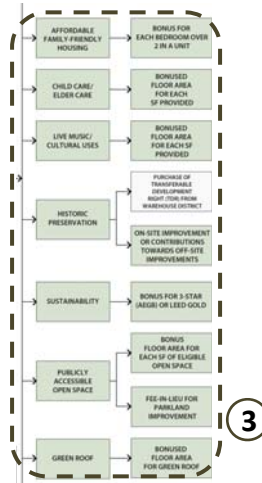 AFFORDABLE
FAMILY-FRIENDLY
HOUSING
BONUS FOR
EACH BEDROOM OVER
2 IN A UNIT
CHILD CARE/
ELDER CARE
BONUSED
FLOOR AREA
FOR EACH
SF PROVIDED
LIVE MUSIC/
CULTURAL USES
BONUSED
FLOOR AREA
FOR EACH SF
PROVIDED
HISTORIC
PRESERVATION
PURCHASE OF
TRANSFERABLE
DEVELOPMENT
RIGHT (TDR) FROM
WAREHOUSE DISTRICT
ON-SITE IMPROVEMENT
OR CONTRIBUTIONS
TOWARDS OFF-SITE
IMPROVEMENTS
SUSTAINABILITY
BONUS FOR 3-STAR
(AEGB) OR LEED GOLD
PUBLICLY
ACCESSIBLE
OPEN SPACE
BONUS
FLOOR AREA FOR
EACH SF OF ELIGIBLE
OPEN SPACE
FEE-IN-LIEU FOR
PARKLAND
IMPROVEMENT
3
GREEN ROOF
BONUSED
FLOOR AREA
FOR GREEN ROOF